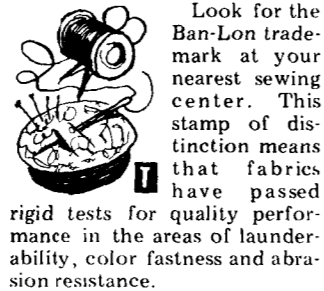 Look for the
Ban-Lon trade-
mark at your
nearest sewing
center. This
stamp of dis-
tinction means
that fabrics
have passed
rigid tests for quality perfor-
mance in the areas of launder-
ability, color fastness and abra-
sion resistance.